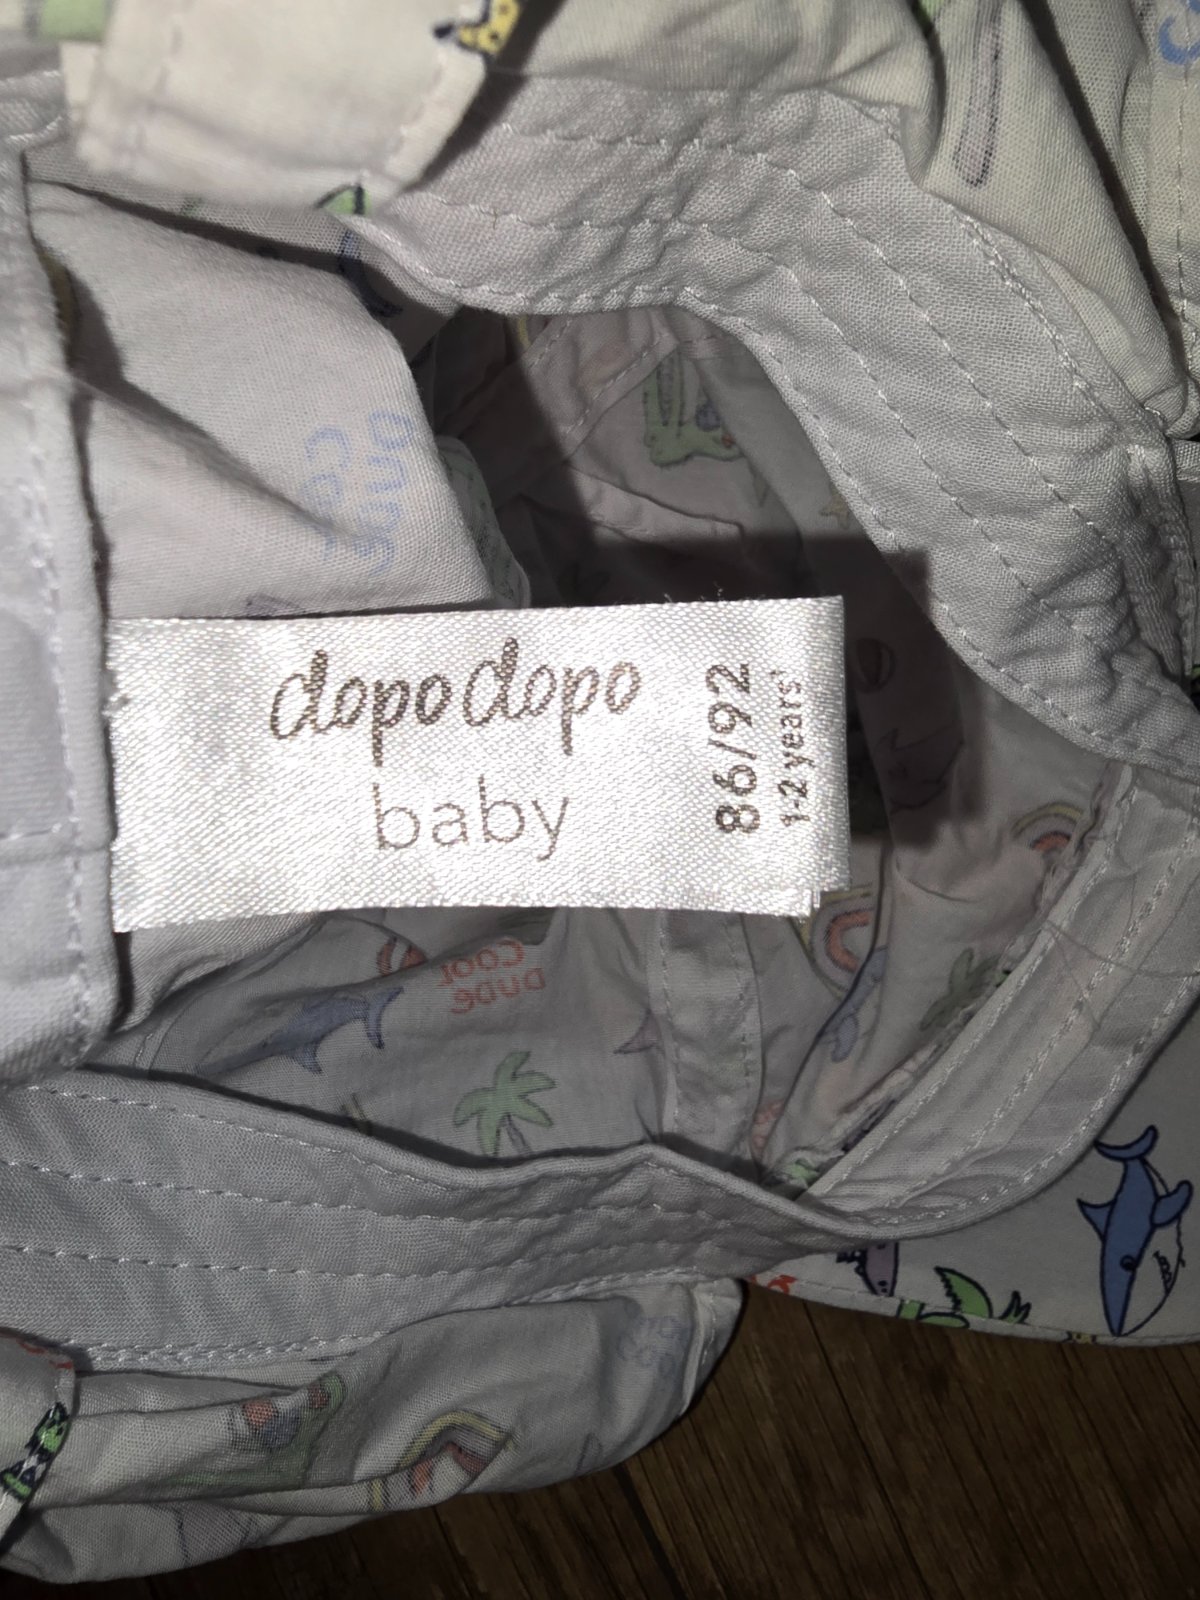 dopodopo
baby
86/92
1-2 years
COOL
DUDE